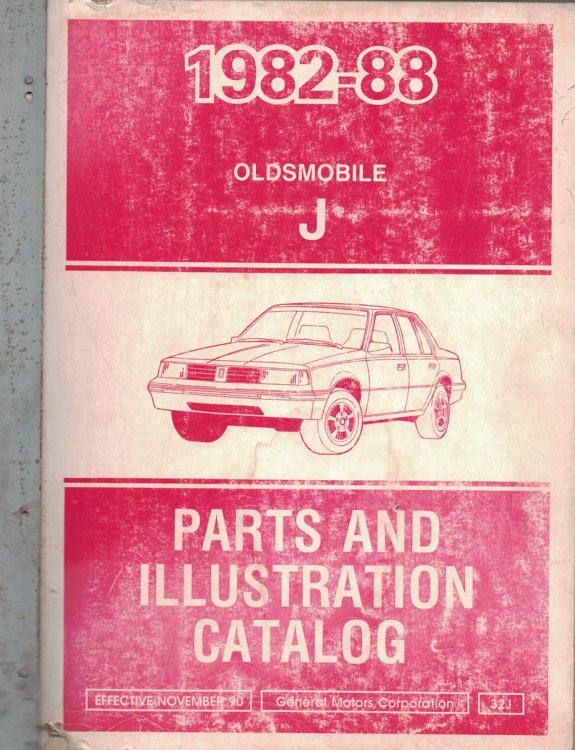 1982-88
OLDSMOBILE
J
PARTS AND
ILLUSTRATION
CATALOG
EFFECTIVE NOVEMBER 90
General Motors Corporation
32J